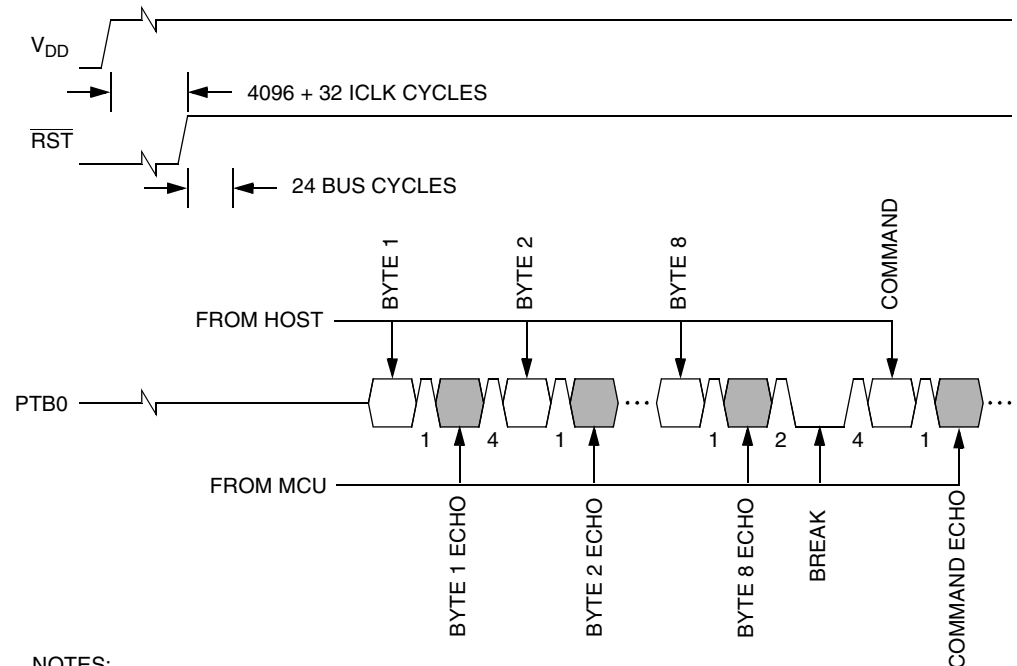 VDD
4096 + 32 ICLK CYCLES
RST
24 BUS CYCLES
BYTE 1
BYTE 2
BYTE 8
COMMAND
FROM HOST
PTB0
...
...
1
4
1
1
2
4
1
FROM MCU
BYTE 1 ECHO
BYTE 2 ECHO
BYTE 8 ECHO
BREAK
COMMAND ECHO
NOTES: